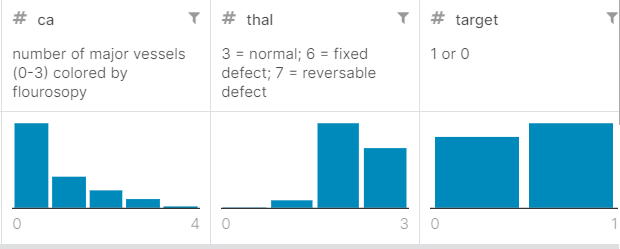 # ca
number of major vessels
(0-3) colored by
flourosopy
0 4
# thal
3 = normal; 6 = fixed
defect; 7 = reversable
defect
0 3
# target
1 or 0
0 1